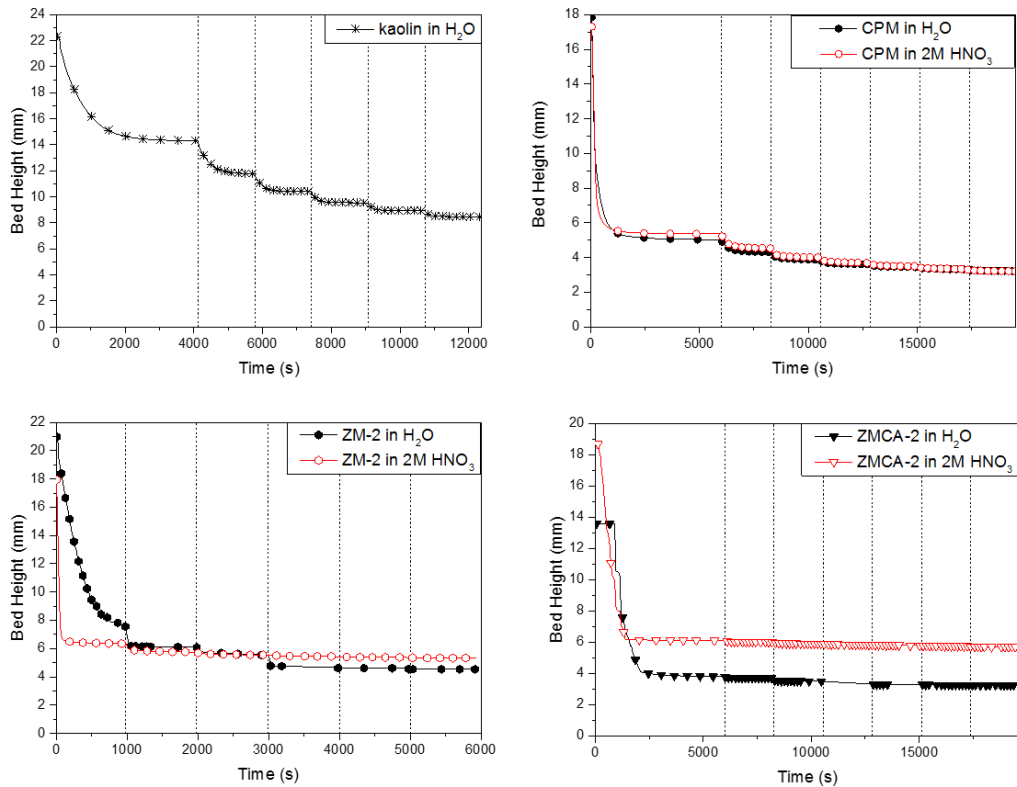 kaolin in H₂O
Bed Height (mm)
24
22
20
18
16
14
12
10
8
6
4
2
0
0 2000 4000 6000 8000 10000 12000
Time (s)
CPM in H₂O
CPM in 2M HNO₃
Bed Height (mm)
18
16
14
12
10
8
6
4
2
0
0 5000 10000 15000
Time (s)
ZM-2 in H₂O
ZM-2 in 2M HNO₃
Bed Height (mm)
22
20
18
16
14
12
10
8
6
4
2
0
0 1000 2000 3000 4000 5000 6000
Time (s)
ZMCA-2 in H₂O
ZMCA-2 in 2M HNO₃
Bed Height (mm)
20
18
16
14
12
10
8
6
4
2
0
0 5000 10000 15000
Time (s)